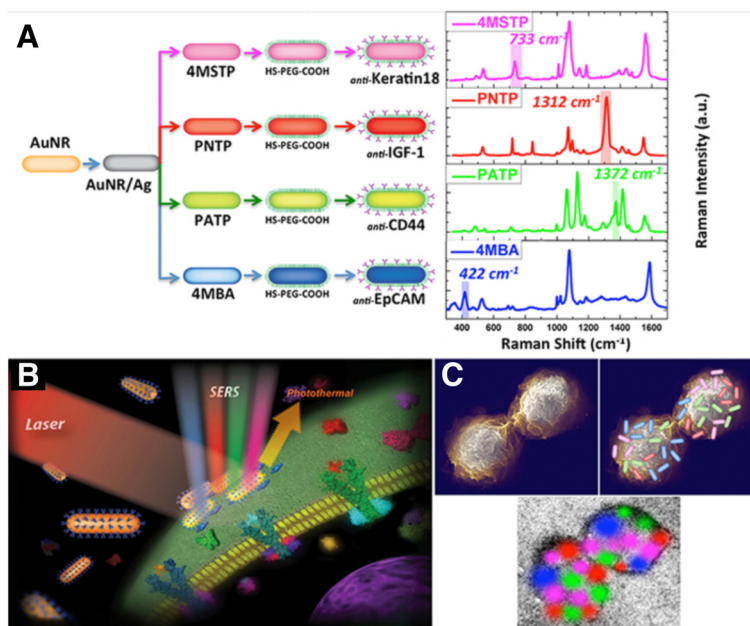 A
AuNR
AuNR/Ag
4MSTP
HS-PEG-COOH
anti-Keratin18
PNTP
HS-PEG-COOH
anti-IGF-1
PATP
HS-PEG-COOH
anti-CD44
4MBA
HS-PEG-COOH
anti-EpCAM
4MSTP
733 cm⁻¹
PNTP
1312 cm⁻¹
PATP
1372 cm⁻¹
4MBA
422 cm⁻¹
400 600 800 1000 1200 1400 1600
Raman Shift (cm⁻¹)
Raman Intensity (a.u.)
B
Laser
SERS
Photothermal
C